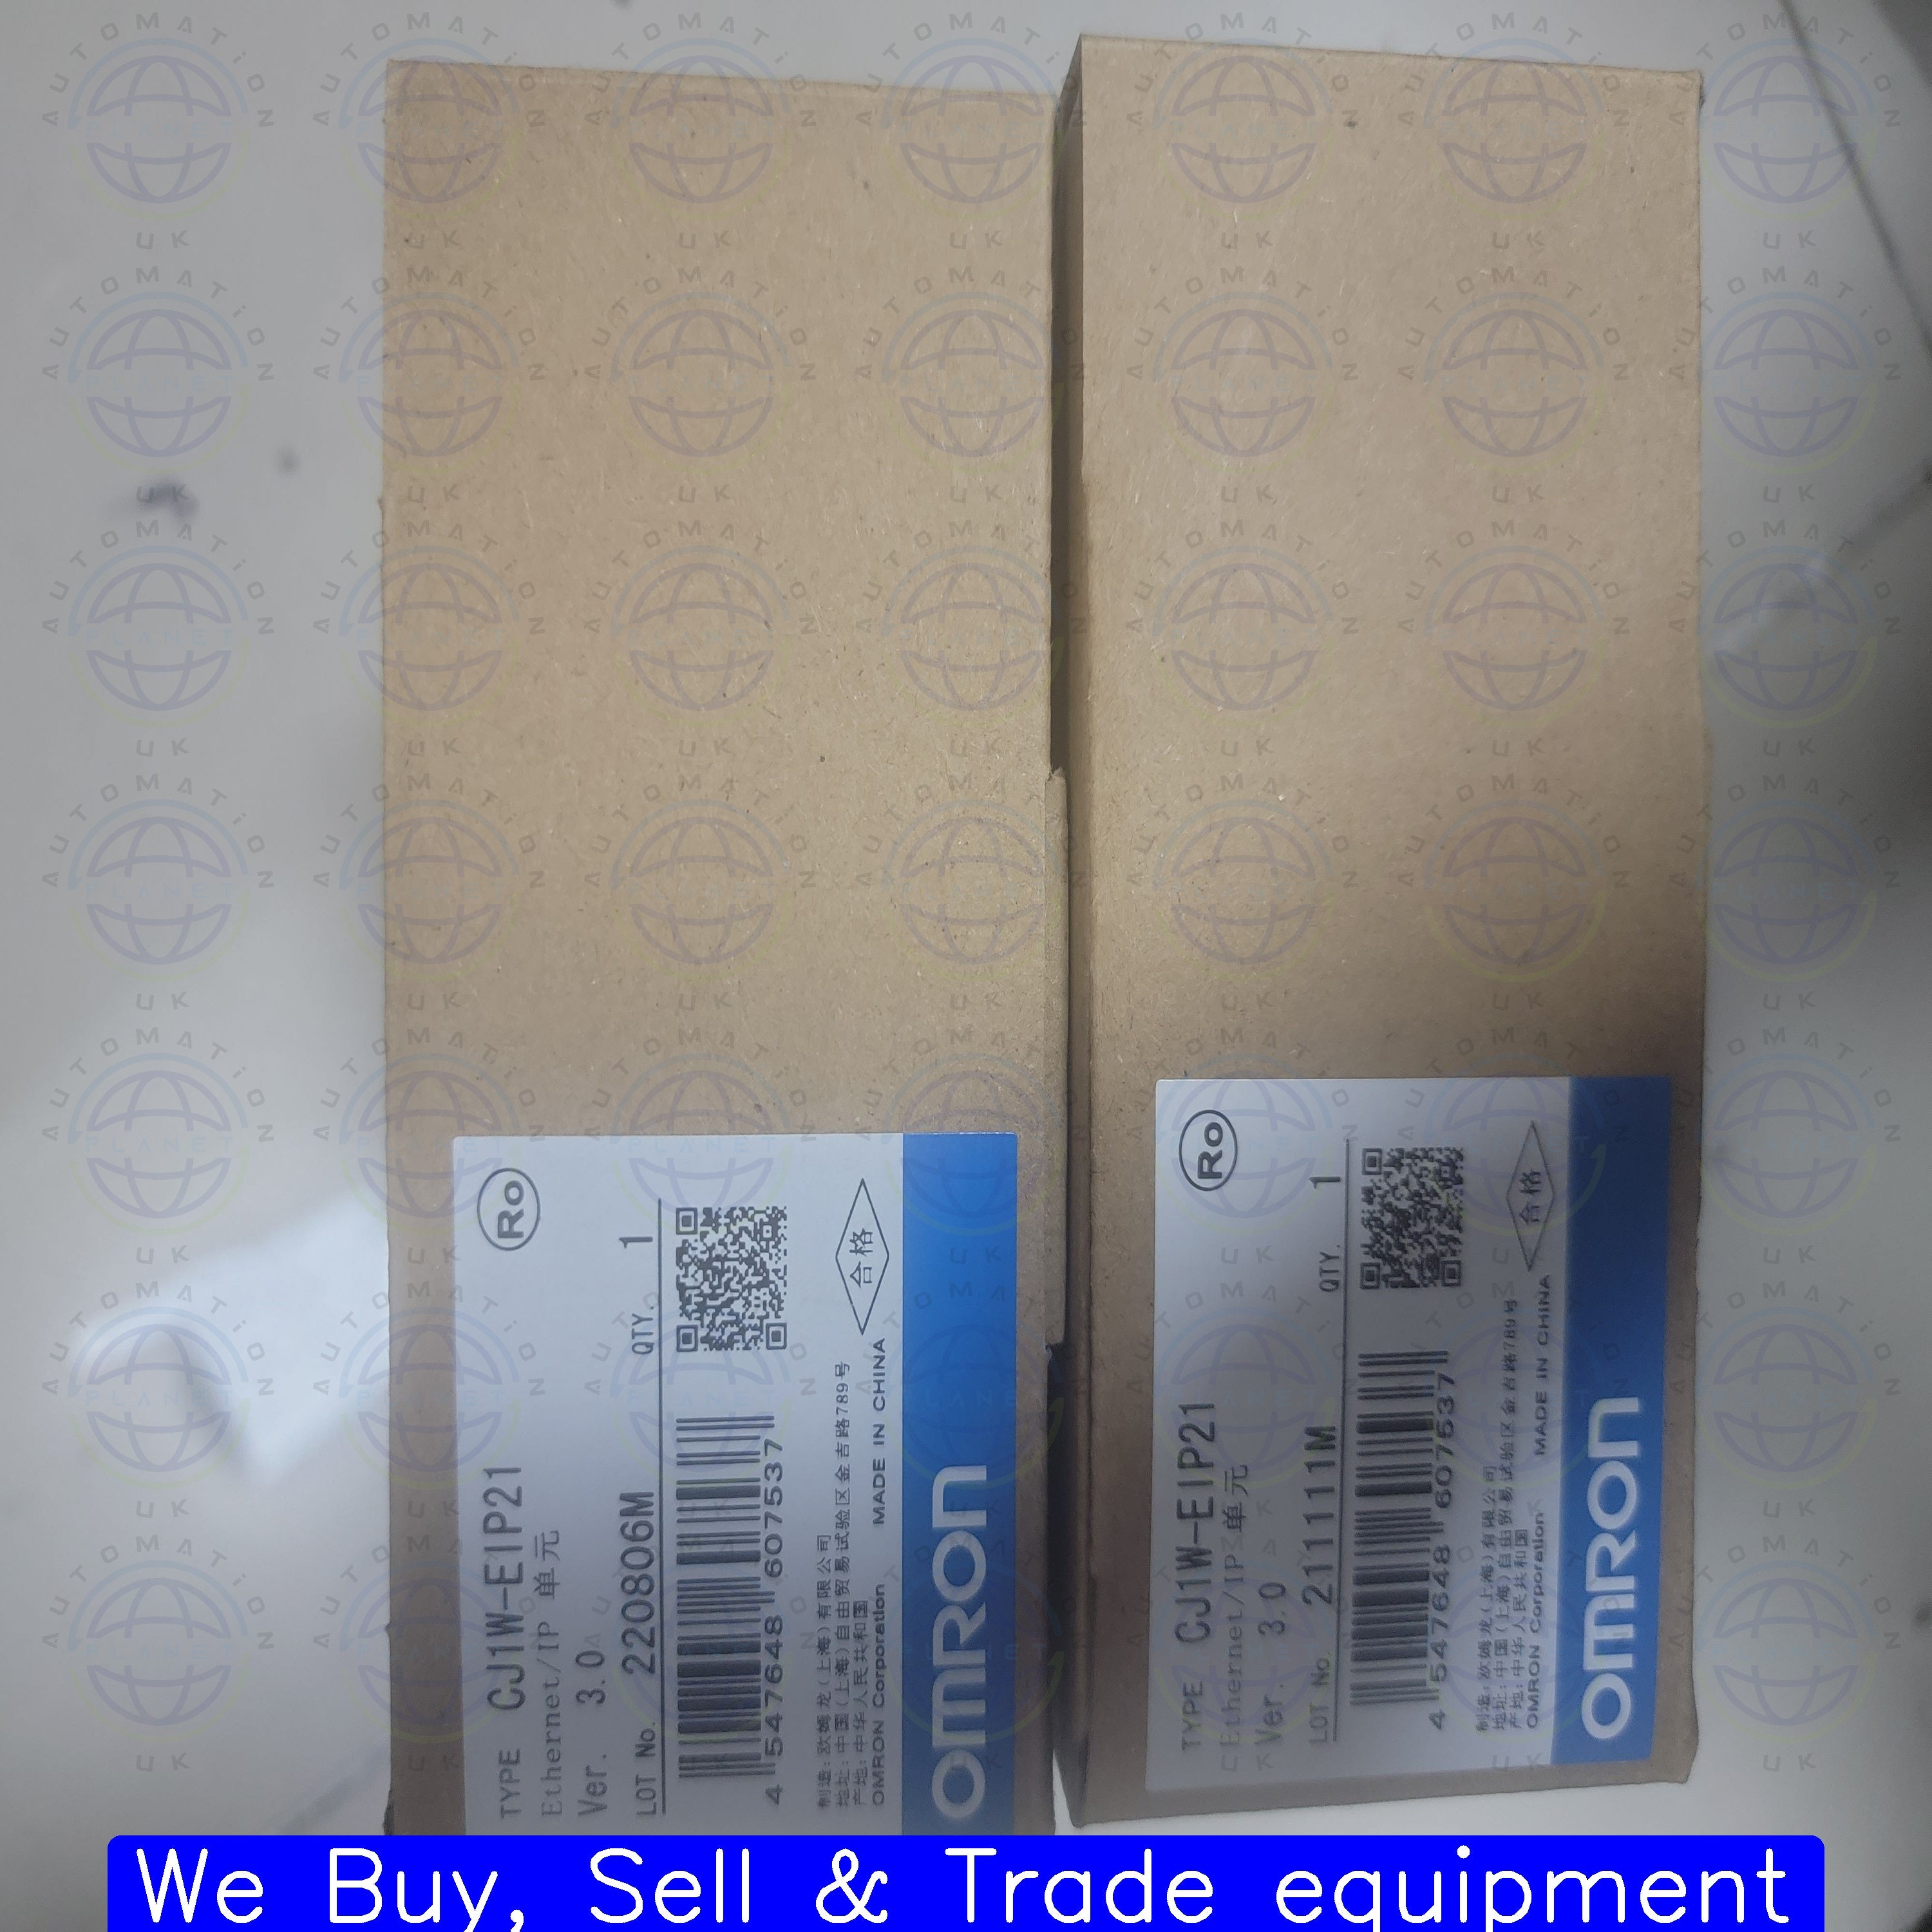 TYPE CJ1W-EIP21
Ethernet/IP 单元
Ver. 3.0
Ro
LOT No. 220806M QTY. 1
4 547648 607537
制造:欧姆龙(上海)有限公司
地址:中国(上海)自由贸易试验区金吉路789号
产地:中华人民共和国
OMRON Corporation MADE IN CHINA
合格
OMRON
TYPE CJ1W-EIP21
Ethernet/IP 单元
Ver. 3.0
Ro
LOT No. 211111M QTY. 1
4 547648 607537
制造:欧姆龙(上海)有限公司
地址:中国(上海)自由贸易试验区金吉路789号
产地:中华人民共和国
OMRON Corporation MADE IN CHINA
合格
OMRON
AUTOMATiON
PLANET
UK
We Buy, Sell & Trade equipment